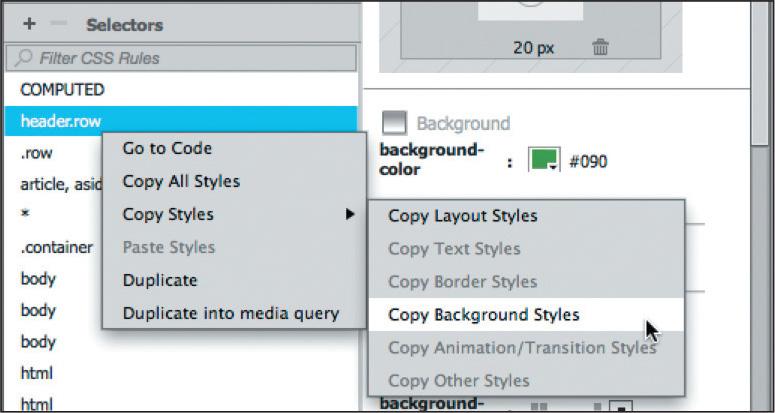 + − Selectors
Filter CSS Rules
COMPUTED
header.row
.row
article, asid
*
.container
body
body
body
html
html
Go to Code
Copy All Styles
Copy Styles
Paste Styles
Duplicate
Duplicate into media query
20 px
Background
background-
color
: #090
Copy Layout Styles
Copy Text Styles
Copy Border Styles
Copy Background Styles
Copy Animation/Transition Styles
Copy Other Styles
background-